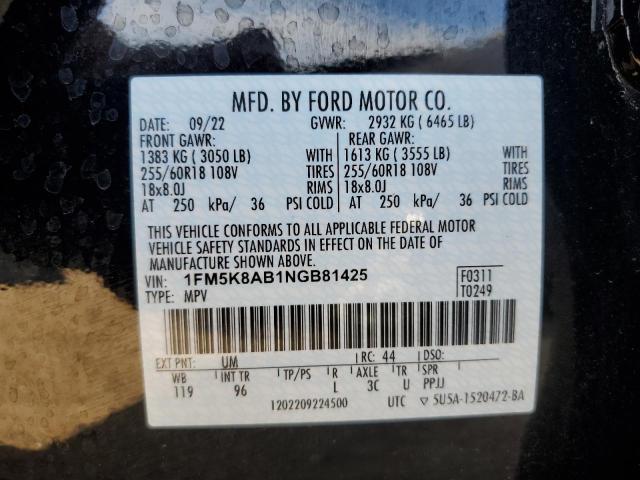 MFD. BY FORD MOTOR CO.
DATE: 09/22 GVWR: 2932 KG ( 6465 LB)
FRONT GAWR: REAR GAWR:
1383 KG ( 3050 LB) WITH 1613 KG ( 3555 LB) WITH
255/60R18 108V TIRES 255/60R18 108V TIRES
18x8.0J RIMS 18x8.0J RIMS
AT 250 kPa/ 36 PSI COLD AT 250 kPa/ 36 PSI COLD
THIS VEHICLE CONFORMS TO ALL APPLICABLE FEDERAL MOTOR
VEHICLE SAFETY STANDARDS IN EFFECT ON THE DATE OF
MANUFACTURE SHOWN ABOVE.
VIN: 1FM5K8AB1NGB81425 F0311
TYPE: MPV T0249
EXT PNT: UM RC: 44 DSO:
WB INT TR TP/PS R AXLE TR SPR
119 96 L 3C U PPJJ
1202209224500 UTC ▽ 5U5A-1520472-BA